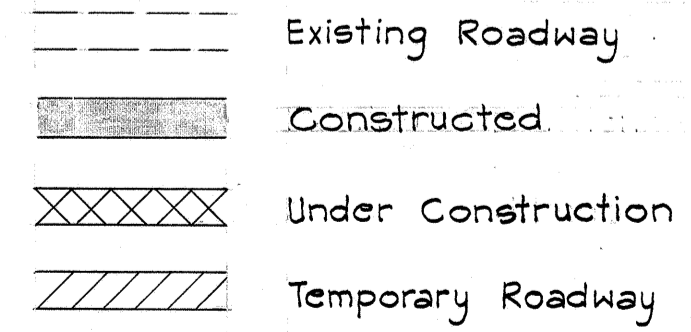 Existing Roadway
Constructed
Under Construction
Temporary Roadway